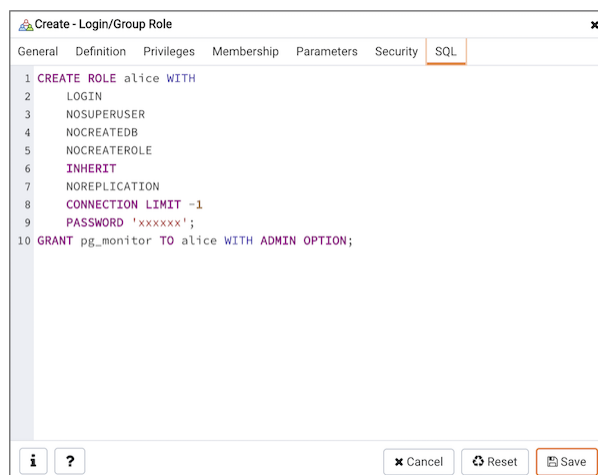 Create - Login/Group Role
General Definition Privileges Membership Parameters Security SQL
1 CREATE ROLE alice WITH
2 LOGIN
3 NOSUPERUSER
4 NOCREATEDB
5 NOCREATEROLE
6 INHERIT
7 NOREPLICATION
8 CONNECTION LIMIT -1
9 PASSWORD 'xxxxxx';
10 GRANT pg_monitor TO alice WITH ADMIN OPTION;
i ? Cancel Reset Save